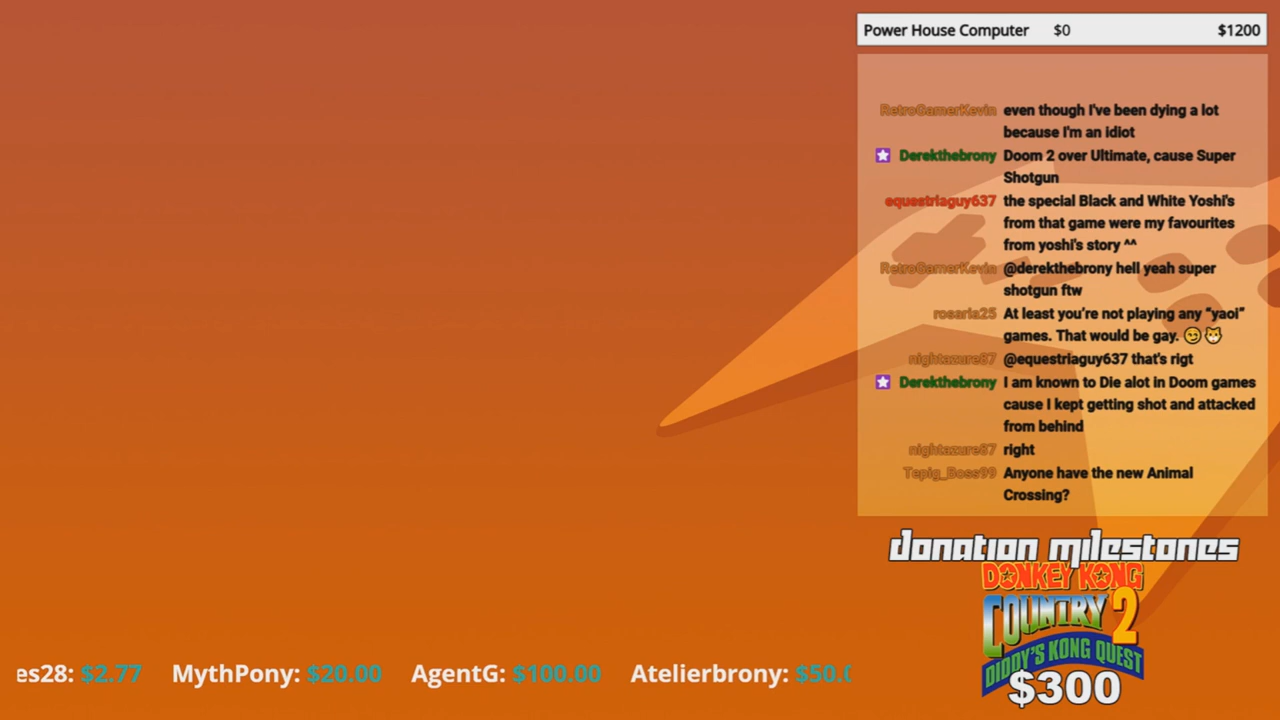 Power House Computer $0 $1200
RetroGamerKevin even though I've been dying a lot
because I'm an idiot
Derekthebrony Doom 2 over Ultimate, cause Super
Shotgun
equestriaguy637 the special Black and White Yoshi's
from that game were my favourites
from yoshi's story ^^
RetroGamerKevin @derekthebrony hell yeah super
shotgun ftw
rosaria25 At least you're not playing any “yaoi”
games. That would be gay. 😏🐱
nightazure87 @equestriaguy637 that's rigt
Derekthebrony I am known to Die alot in Doom games
cause I kept getting shot and attacked
from behind
nightazure87 right
Tepig_Boss99 Anyone have the new Animal
Crossing?
donation milestones
DONKEY KONG
COUNTRY 2
DIDDY'S KONG QUEST
$300
es28: $2.77 MythPony: $20.00 AgentG: $100.00 Atelierbrony: $50.0